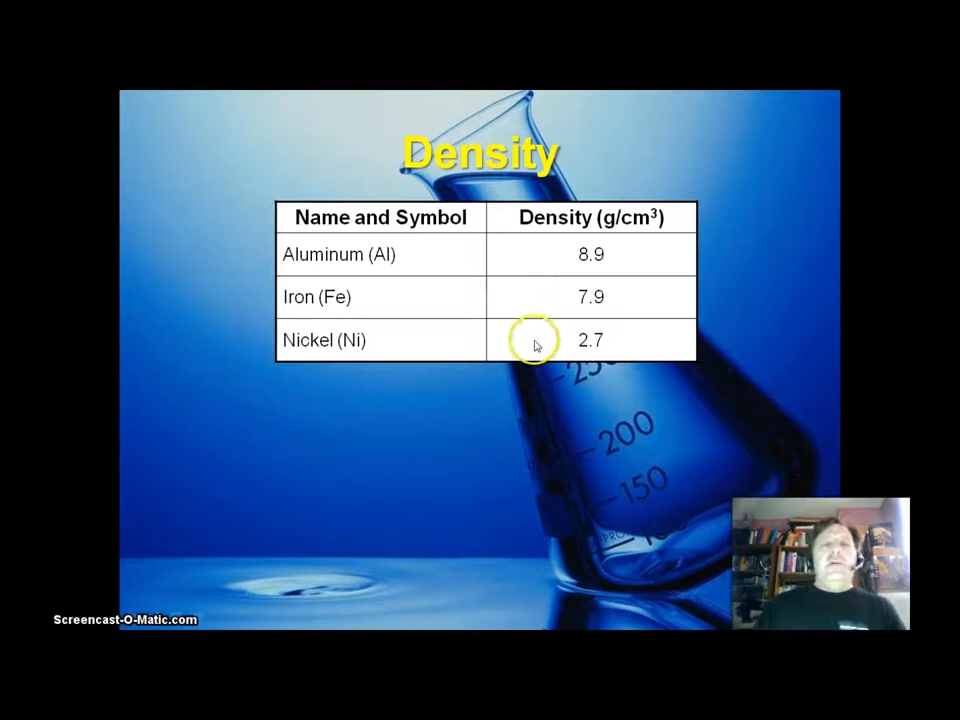 Density
Name and Symbol Density (g/cm³)
Aluminum (Al) 8.9
Iron (Fe) 7.9
Nickel (Ni) 2.7
250
200
150
Screencast-O-Matic.com